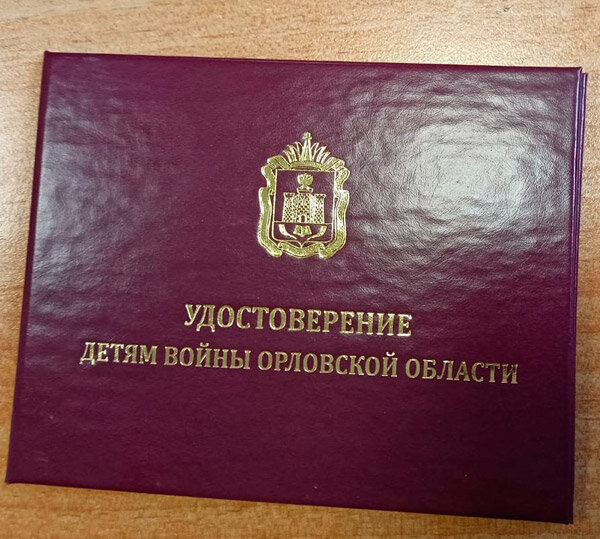 УДОСТОВЕРЕНИЕ
ДЕТЯМ ВОЙНЫ ОРЛОВСКОЙ ОБЛАСТИ